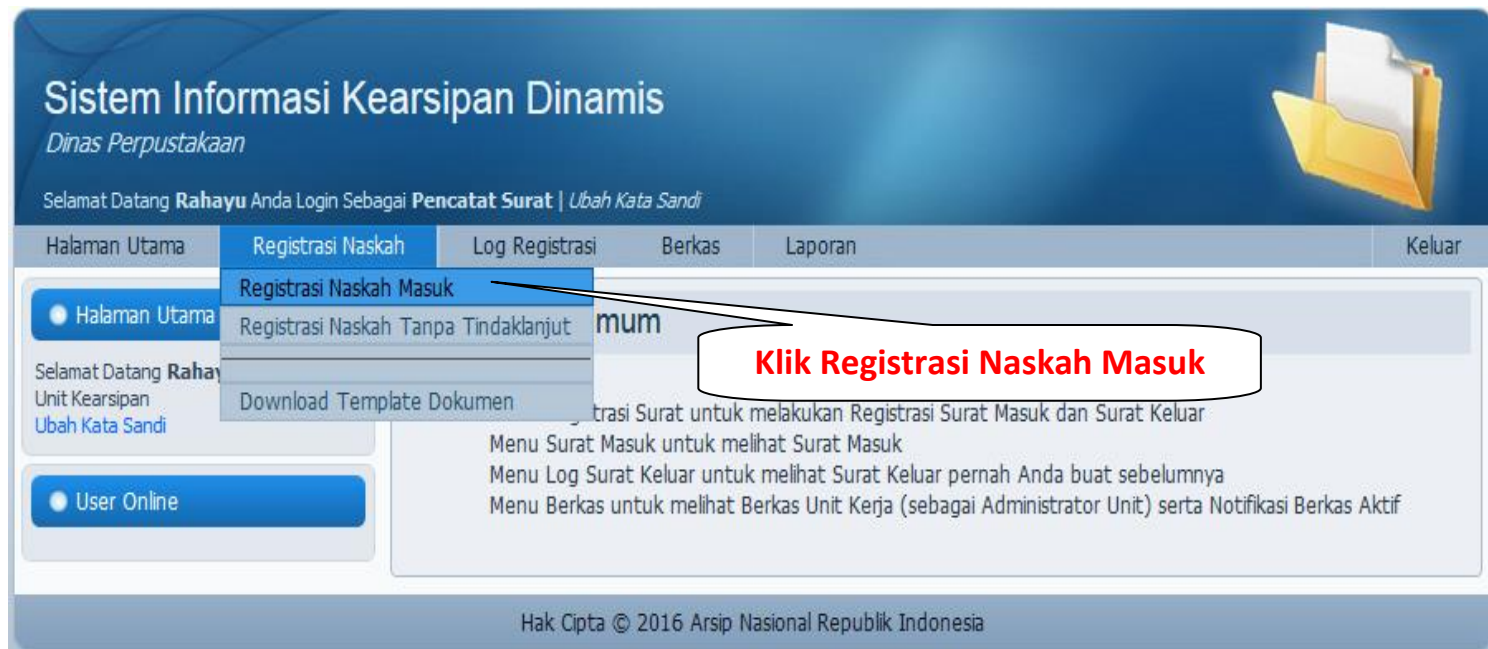 Sistem Informasi Kearsipan Dinamis
Dinas Perpustakaan
Selamat Datang Rahayu Anda Login Sebagai Pencatat Surat | Ubah Kata Sandi
Halaman Utama Registrasi Naskah Log Registrasi Berkas Laporan Keluar
Registrasi Naskah Masuk
Registrasi Naskah Tanpa Tindaklanjut
Download Template Dokumen
Klik Registrasi Naskah Masuk
Halaman Utama
Selamat Datang
Unit Kearsipan
Ubah Kata Sandi
User Online
Surat untuk melakukan Registrasi Surat Masuk dan Surat Keluar
Menu Surat Masuk untuk melihat Surat Masuk
Menu Log Surat Keluar untuk melihat Surat Keluar pernah Anda buat sebelumnya
Menu Berkas untuk melihat Berkas Unit Kerja (sebagai Administrator Unit) serta Notifikasi Berkas Aktif
Hak Cipta © 2016 Arsip Nasional Republik Indonesia